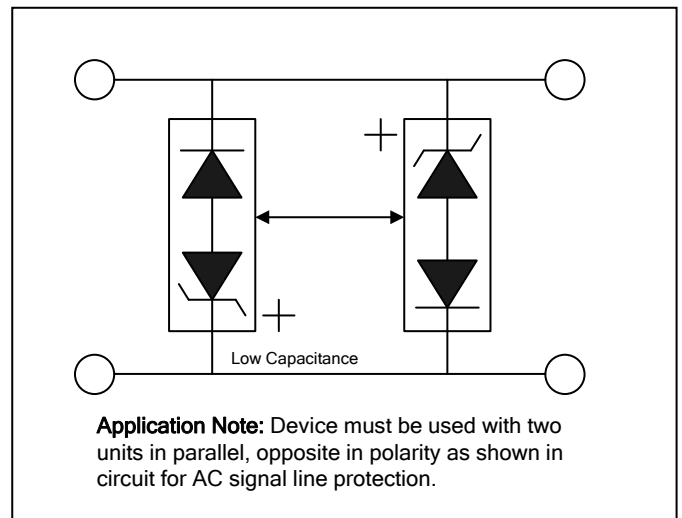 +
+
Low Capacitance
Application Note: Device must be used with two
units in parallel, opposite in polarity as shown in
circuit for AC signal line protection.